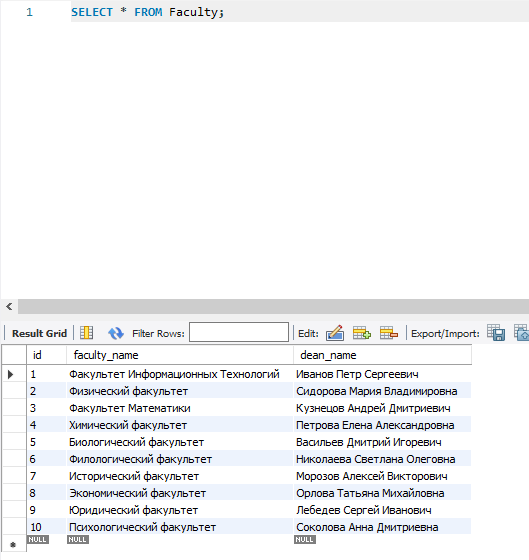 1 SELECT * FROM Faculty;
Result Grid Filter Rows: Edit: Export/Import:
id faculty_name dean_name
1 Факультет Информационных Технологий Иванов Петр Сергеевич
2 Физический факультет Сидорова Мария Владимировна
3 Факультет Математики Кузнецов Андрей Дмитриевич
4 Химический факультет Петрова Елена Александровна
5 Биологический факультет Васильев Дмитрий Игоревич
6 Филологический факультет Николаева Светлана Олеговна
7 Исторический факультет Морозов Алексей Викторович
8 Экономический факультет Орлова Татьяна Михайловна
9 Юридический факультет Лебедев Сергей Иванович
10 Психологический факультет Соколова Анна Дмитриевна
NULL NULL NULL